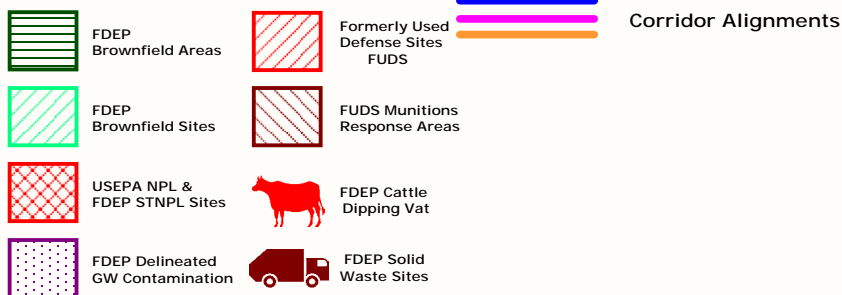 FDEP
Brownfield Areas
FDEP
Brownfield Sites
USEPA NPL &
FDEP STNPL Sites
FDEP Delineated
GW Contamination
Formerly Used
Defense Sites
FUDS
FUDS Munitions
Response Areas
FDEP Cattle
Dipping Vat
FDEP Solid
Waste Sites
Corridor Alignments